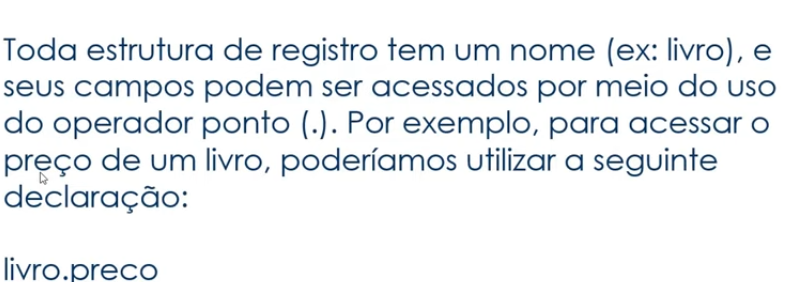 Toda estrutura de registro tem um nome (ex: livro), e
seus campos podem ser acessados por meio do uso
do operador ponto (.). Por exemplo, para acessar o
preço de um livro, poderíamos utilizar a seguinte
declaração:
livro.preco